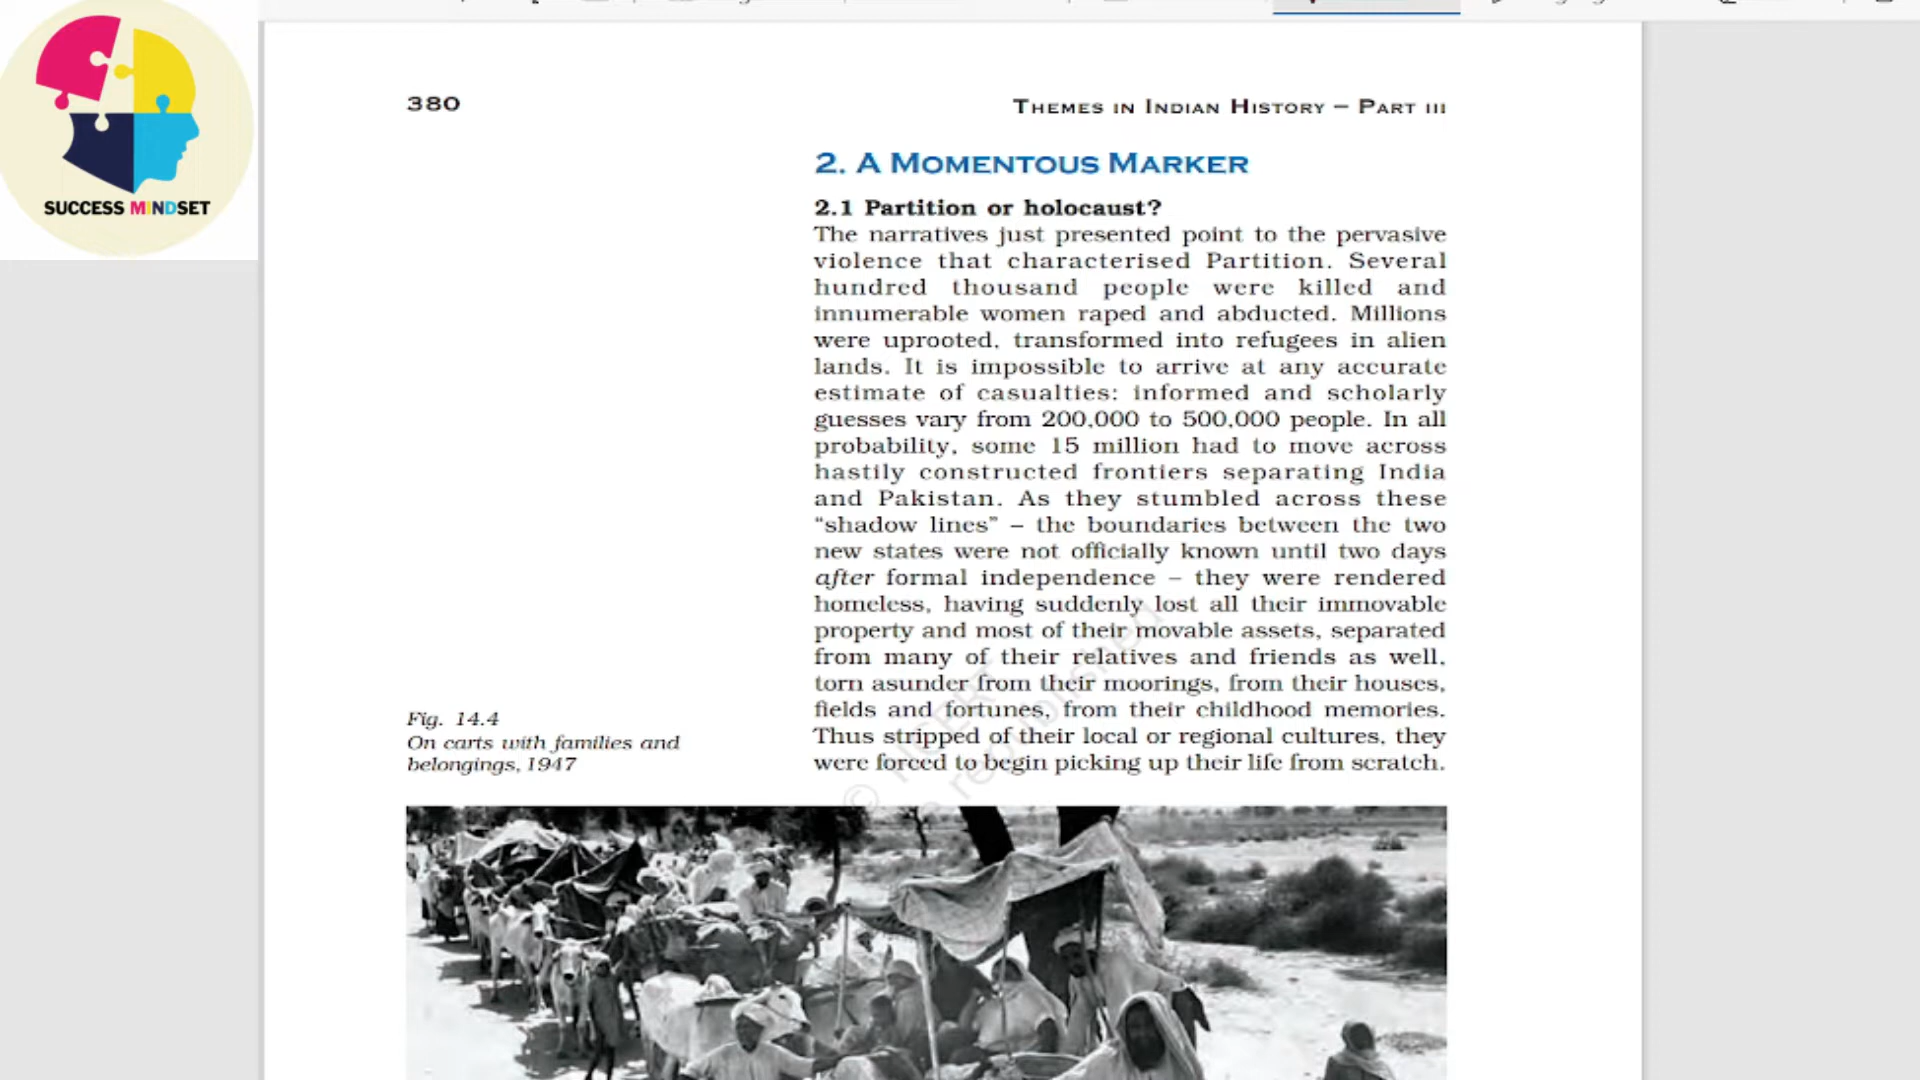 SUCCESS MINDSET
380
THEMES IN INDIAN HISTORY – PART III
2. A MOMENTOUS MARKER
2.1 Partition or holocaust?
The narratives just presented point to the pervasive
violence that characterised Partition. Several
hundred thousand people were killed and
innumerable women raped and abducted. Millions
were uprooted, transformed into refugees in alien
lands. It is impossible to arrive at any accurate
estimate of casualties: informed and scholarly
guesses vary from 200,000 to 500,000 people. In all
probability, some 15 million had to move across
hastily constructed frontiers separating India
and Pakistan. As they stumbled across these
“shadow lines” – the boundaries between the two
new states were not officially known until two days
after formal independence – they were rendered
homeless, having suddenly lost all their immovable
property and most of their movable assets, separated
from many of their relatives and friends as well,
torn asunder from their moorings, from their houses,
fields and fortunes, from their childhood memories.
Thus stripped of their local or regional cultures, they
were forced to begin picking up their life from scratch.
Fig. 14.4
On carts with families and
belongings, 1947
© NCERT
republished